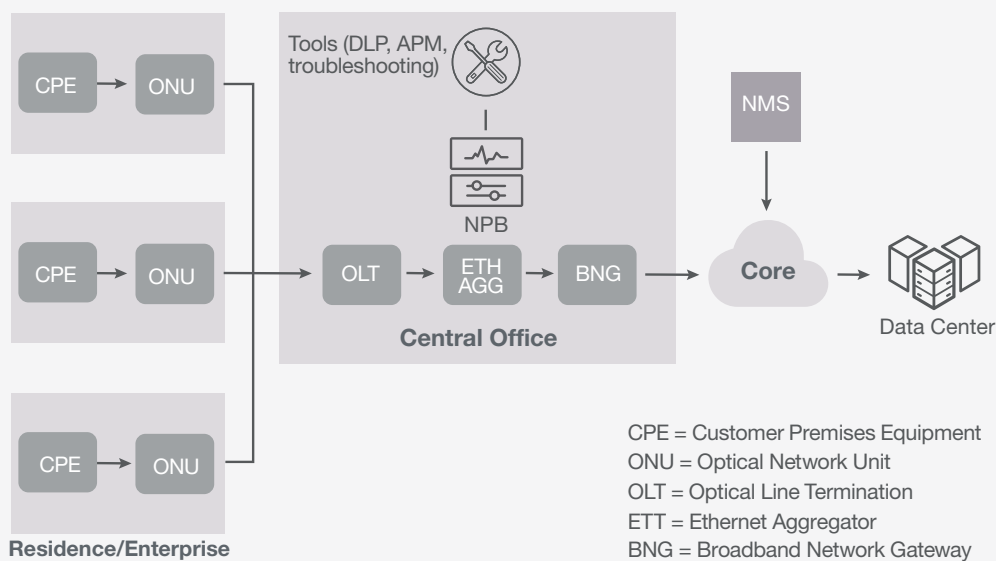 CPE
ONU
CPE
ONU
CPE
ONU
Residence/Enterprise
Tools (DLP, APM,
troubleshooting)
NPB
OLT
ETH
AGG
BNG
Central Office
NMS
Core
Data Center
CPE = Customer Premises Equipment
ONU = Optical Network Unit
OLT = Optical Line Termination
ETT = Ethernet Aggregator
BNG = Broadband Network Gateway